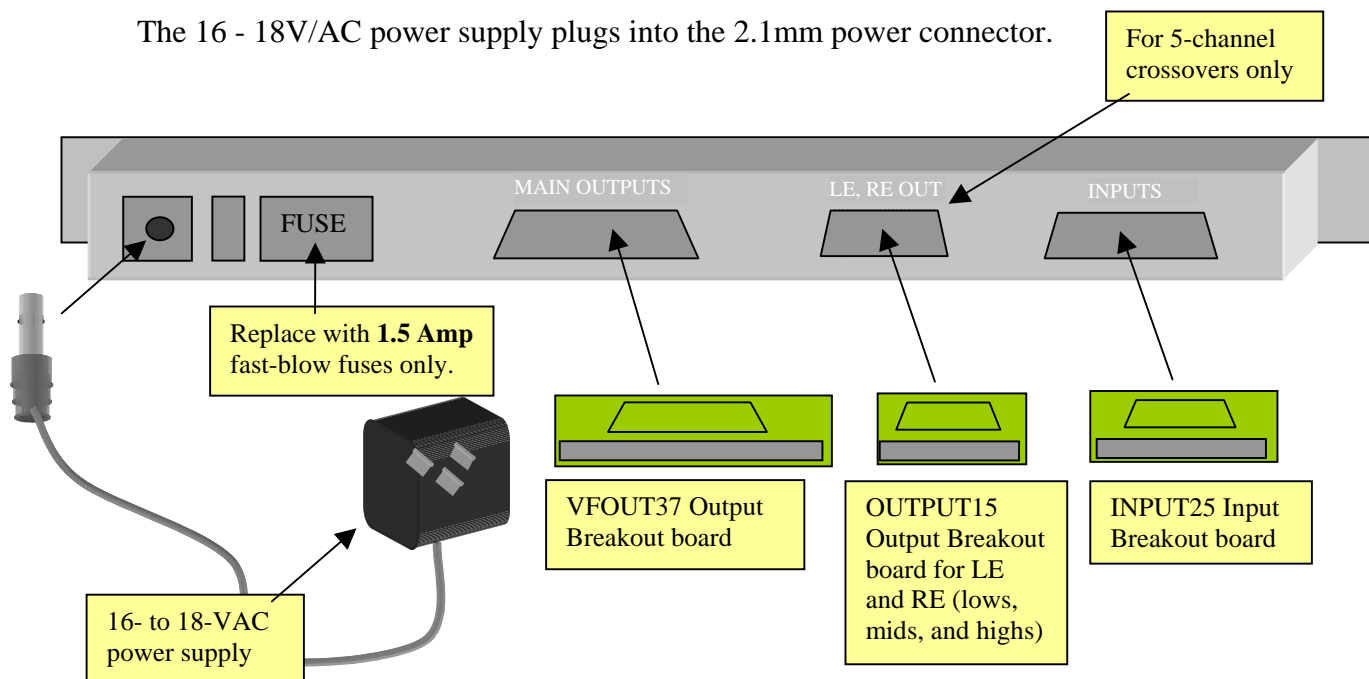 The 16 - 18V/AC power supply plugs into the 2.1mm power connector.
For 5-channel
crossovers only
MAIN OUTPUTS
LE, RE OUT
INPUTS
FUSE
Replace with 1.5 Amp
fast-blow fuses only.
VFOUT37 Output
Breakout board
OUTPUT15
Output Breakout
board for LE
and RE (lows,
mids, and highs)
INPUT25 Input
Breakout board
16- to 18-VAC
power supply